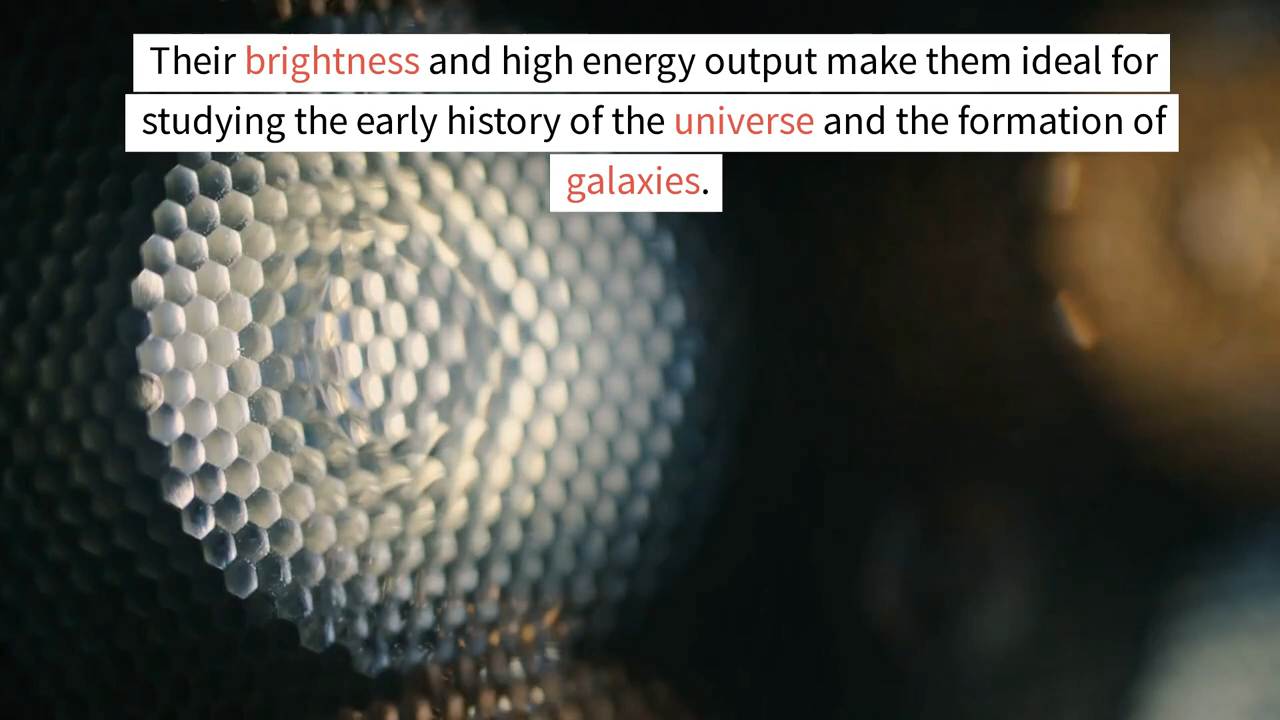 Their brightness and high energy output make them ideal for
studying the early history of the universe and the formation of
galaxies.